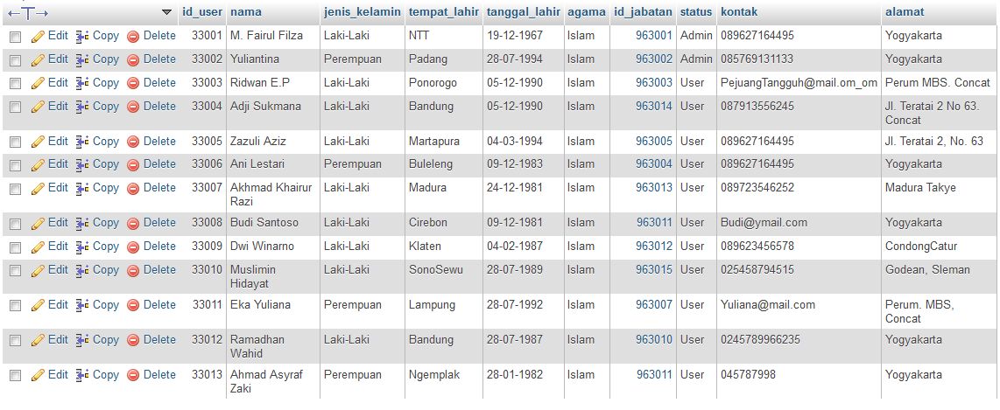 id_user nama jenis_kelamin tempat_lahir tanggal_lahir agama id_jabatan status kontak alamat
Edit Copy Delete 33001 M. Fairul Filza Laki-Laki NTT 19-12-1967 Islam 963001 Admin 089627164495 Yogyakarta
Edit Copy Delete 33002 Yuliantina Perempuan Padang 28-07-1994 Islam 963002 Admin 085769131133 Yogyakarta
Edit Copy Delete 33003 Ridwan E.P Laki-Laki Ponorogo 05-12-1990 Islam 963003 User PejuangTangguh@mail.om_om Perum MBS. Concat
Edit Copy Delete 33004 Adji Sukmana Laki-Laki Bandung 05-12-1990 Islam 963014 User 087913556245 Jl. Teratai 2 No 63.
Concat
Edit Copy Delete 33005 Zazuli Aziz Laki-Laki Martapura 04-03-1994 Islam 963005 User 089627164495 Jl. Teratai 2, No. 63
Edit Copy Delete 33006 Ani Lestari Perempuan Buleleng 09-12-1983 Islam 963004 User 089627164495 Yogyakarta
Edit Copy Delete 33007 Akhmad Khairur Laki-Laki Madura 24-12-1981 Islam 963013 User 089723546252 Madura Takye
Razi
Edit Copy Delete 33008 Budi Santoso Laki-Laki Cirebon 09-12-1981 Islam 963011 User Budi@ymail.com Yogyakarta
Edit Copy Delete 33009 Dwi Winarno Laki-Laki Klaten 04-02-1987 Islam 963012 User 089623456578 CondongCatur
Edit Copy Delete 33010 Muslimin Laki-Laki SonoSewu 28-07-1989 Islam 963015 User 025458794515 Godean, Sleman
Hidayat
Edit Copy Delete 33011 Eka Yuliana Perempuan Lampung 28-07-1992 Islam 963007 User Yuliana@mail.com Perum. MBS,
Concat
Edit Copy Delete 33012 Ramadhan Laki-Laki Bandung 28-07-1987 Islam 963010 User 0245789966235 Yogyakarta
Wahid
Edit Copy Delete 33013 Ahmad Asyraf Perempuan Ngemplak 28-01-1982 Islam 963011 User 045787998 Yogyakarta
Zaki